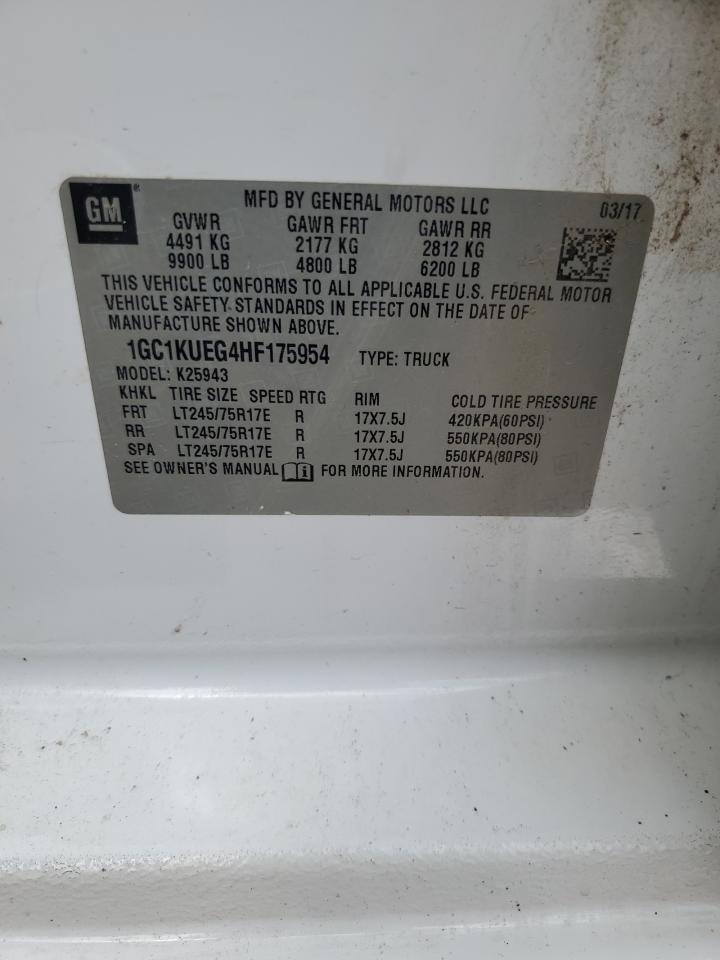 GM ® MFD BY GENERAL MOTORS LLC 03/17
GVWR GAWR FRT GAWR RR
4491 KG 2177 KG 2812 KG
9900 LB 4800 LB 6200 LB
THIS VEHICLE CONFORMS TO ALL APPLICABLE U.S. FEDERAL MOTOR
VEHICLE SAFETY STANDARDS IN EFFECT ON THE DATE OF
MANUFACTURE SHOWN ABOVE.
1GC1KUEG4HF175954 TYPE: TRUCK
MODEL: K25943
KHKL TIRE SIZE SPEED RTG RIM COLD TIRE PRESSURE
FRT LT245/75R17E R 17X7.5J 420KPA(60PSI)
RR LT245/75R17E R 17X7.5J 550KPA(80PSI)
SPA LT245/75R17E R 17X7.5J 550KPA(80PSI)
SEE OWNER'S MANUAL i FOR MORE INFORMATION.